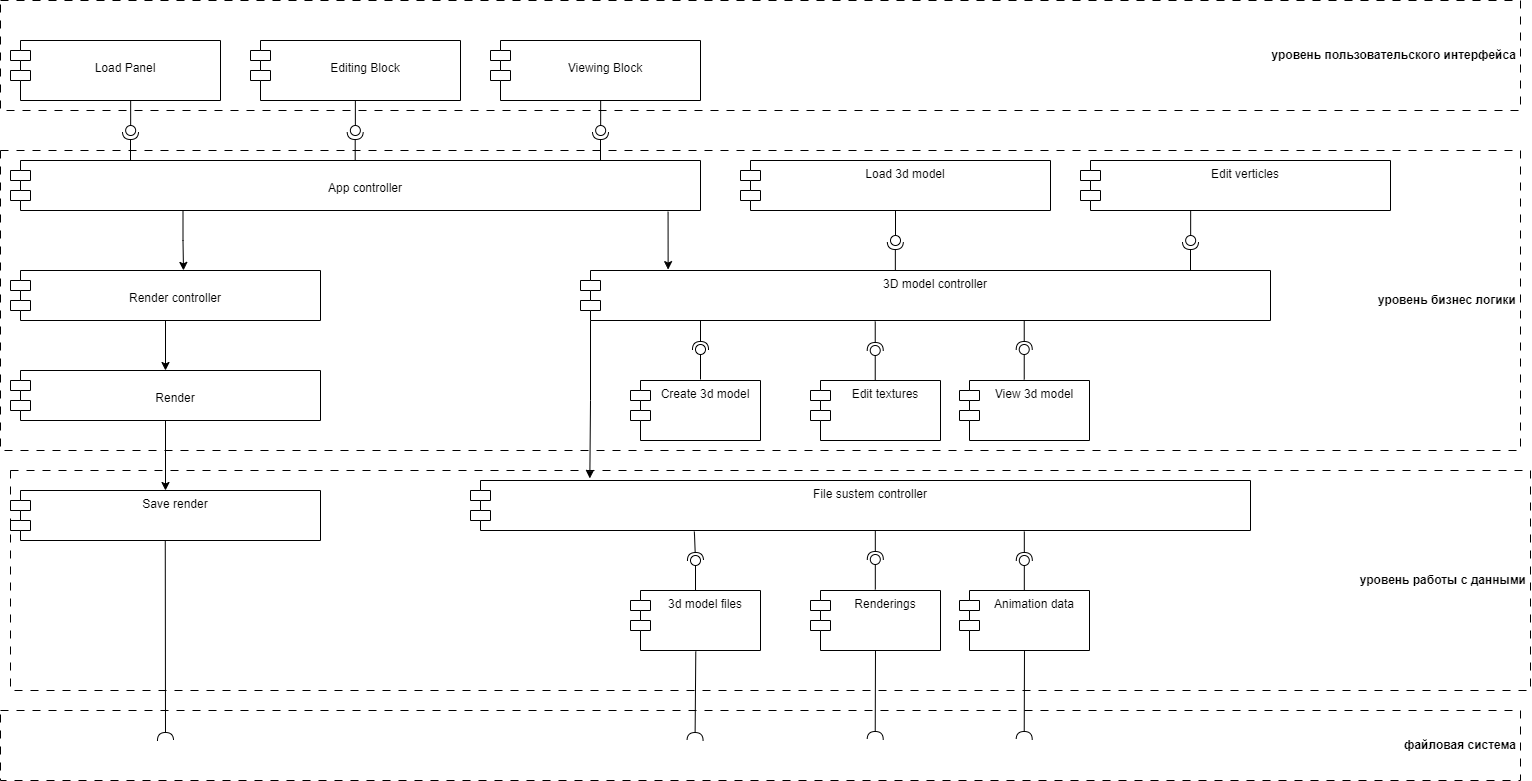 Load Panel
Editing Block
Viewing Block
уровень пользовательского интерфейса
App controller
Load 3d model
Edit verticles
Render controller
3D model controller
уровень бизнес логики
Render
Create 3d model
Edit textures
View 3d model
Save render
File sustem controller
уровень работы с данными
3d model files
Renderings
Animation data
файловая система